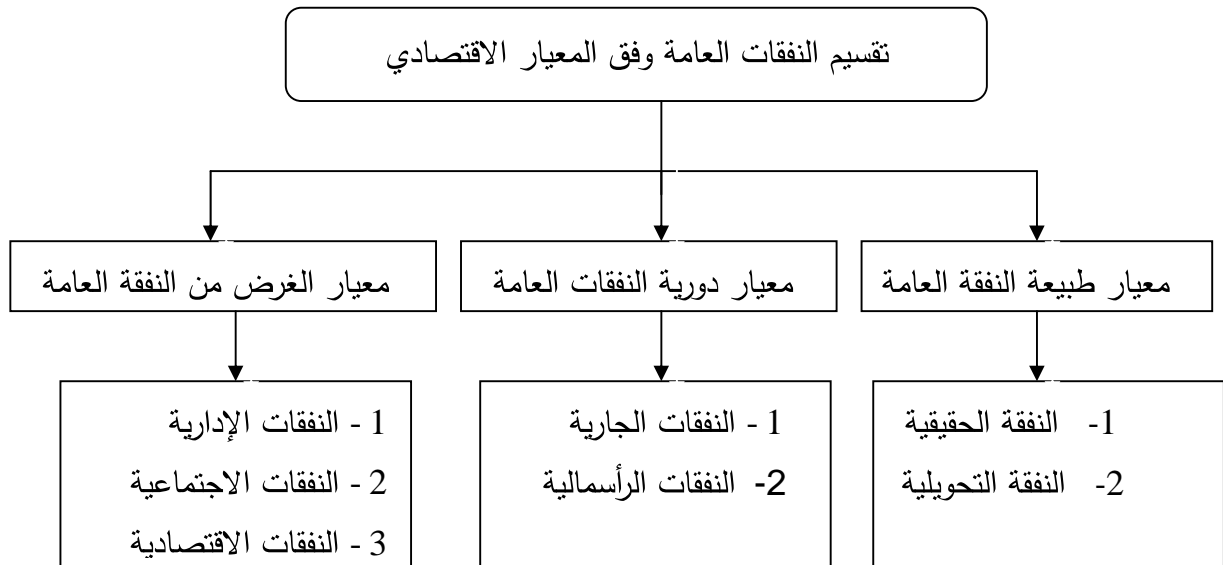 تقسيم النفقات العامة وفق المعيار الاقتصادي
معيار طبيعة النفقة العامة
معيار دورية النفقات العامة
معيار الغرض من النفقة العامة
1- النفقة الحقيقية
2- النفقة التحويلية
1 - النفقات الجارية
2- النفقات الرأسمالية
1 - النفقات الإدارية
2 - النفقات الاجتماعية
3 - النفقات الاقتصادية